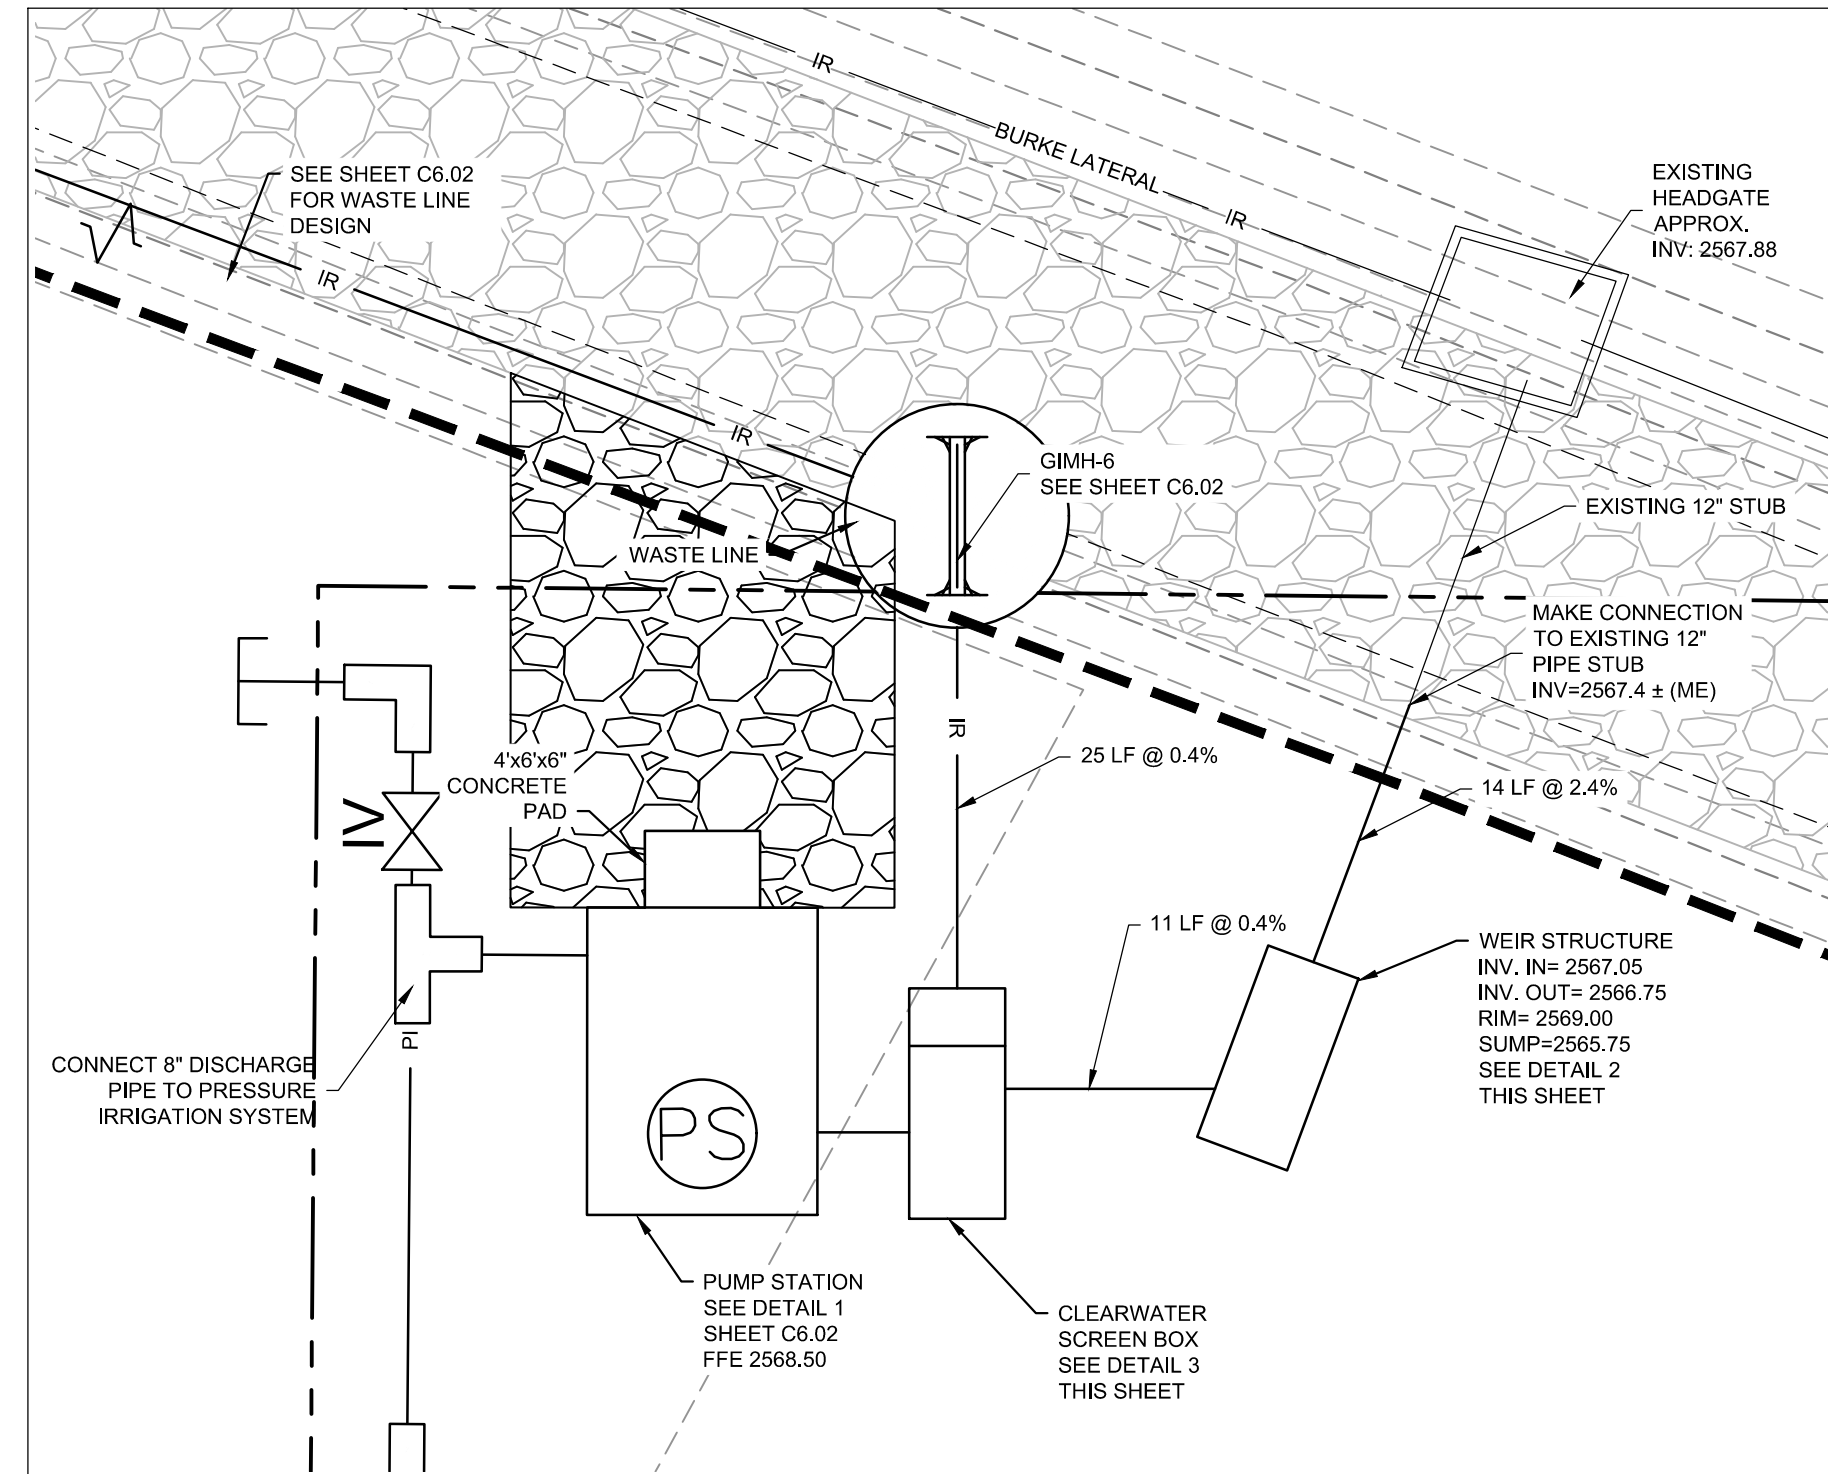 IR
BURKE LATERAL
IR
SEE SHEET C6.02
FOR WASTE LINE
DESIGN
EXISTING
HEADGATE
APPROX.
INV: 2567.88
IR
IR
GIMH-6
SEE SHEET C6.02
EXISTING 12" STUB
WASTE LINE
MAKE CONNECTION
TO EXISTING 12"
PIPE STUB
INV=2567.4 ± (ME)
IR
25 LF @ 0.4%
4'x6'x6"
CONCRETE
PAD
14 LF @ 2.4%
IV
11 LF @ 0.4%
WEIR STRUCTURE
INV. IN= 2567.05
INV. OUT= 2566.75
RIM= 2569.00
SUMP=2565.75
SEE DETAIL 2
THIS SHEET
PI
CONNECT 8" DISCHARGE
PIPE TO PRESSURE
IRRIGATION SYSTEM
PS
PUMP STATION
SEE DETAIL 1
SHEET C6.02
FFE 2568.50
CLEARWATER
SCREEN BOX
SEE DETAIL 3
THIS SHEET